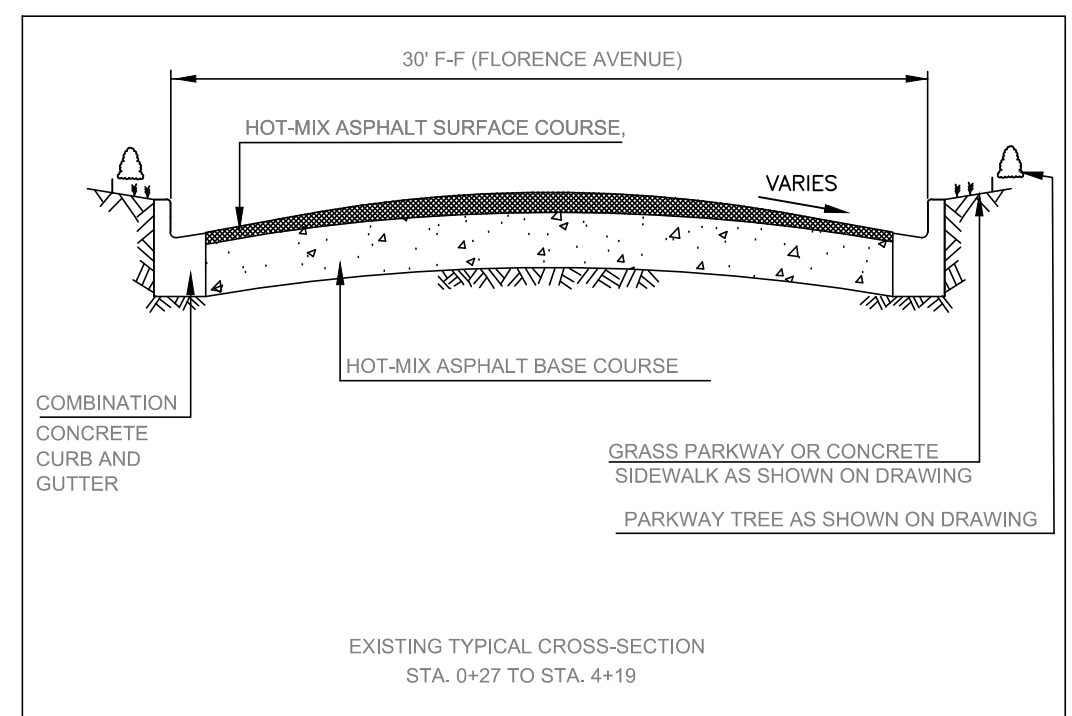 30' F-F (FLORENCE AVENUE)
HOT-MIX ASPHALT SURFACE COURSE,
VARIES
HOT-MIX ASPHALT BASE COURSE
COMBINATION
CONCRETE
CURB AND
GUTTER
GRASS PARKWAY OR CONCRETE
SIDEWALK AS SHOWN ON DRAWING
PARKWAY TREE AS SHOWN ON DRAWING
EXISTING TYPICAL CROSS-SECTION
STA. 0+27 TO STA. 4+19